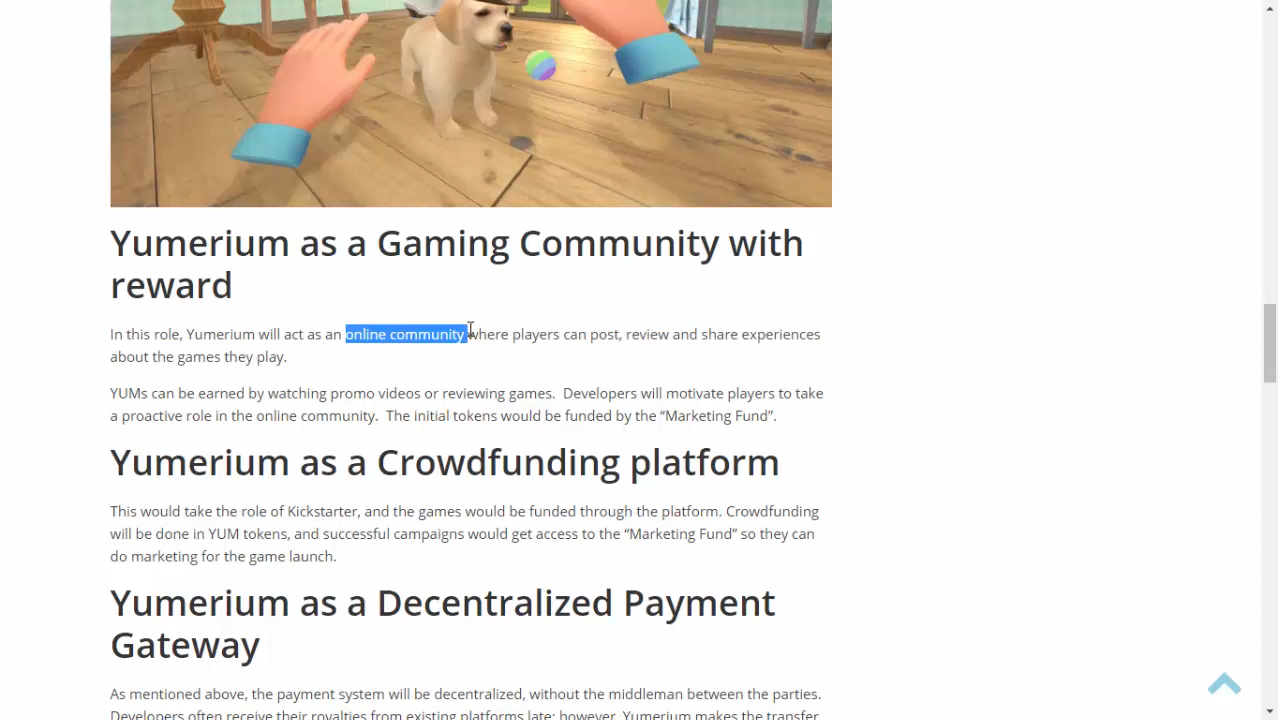 Yumerium as a Gaming Community with
reward
In this role, Yumerium will act as an online community where players can post, review and share experiences
about the games they play.
YUMs can be earned by watching promo videos or reviewing games.  Developers will motivate players to take
a proactive role in the online community.  The initial tokens would be funded by the “Marketing Fund”.
Yumerium as a Crowdfunding platform
This would take the role of Kickstarter, and the games would be funded through the platform. Crowdfunding
will be done in YUM tokens, and successful campaigns would get access to the “Marketing Fund” so they can
do marketing for the game launch.
Yumerium as a Decentralized Payment
Gateway
As mentioned above, the payment system will be decentralized, without the middleman between the parties.
Developers often receive their royalties from existing platforms late; however, Yumerium makes the transfer